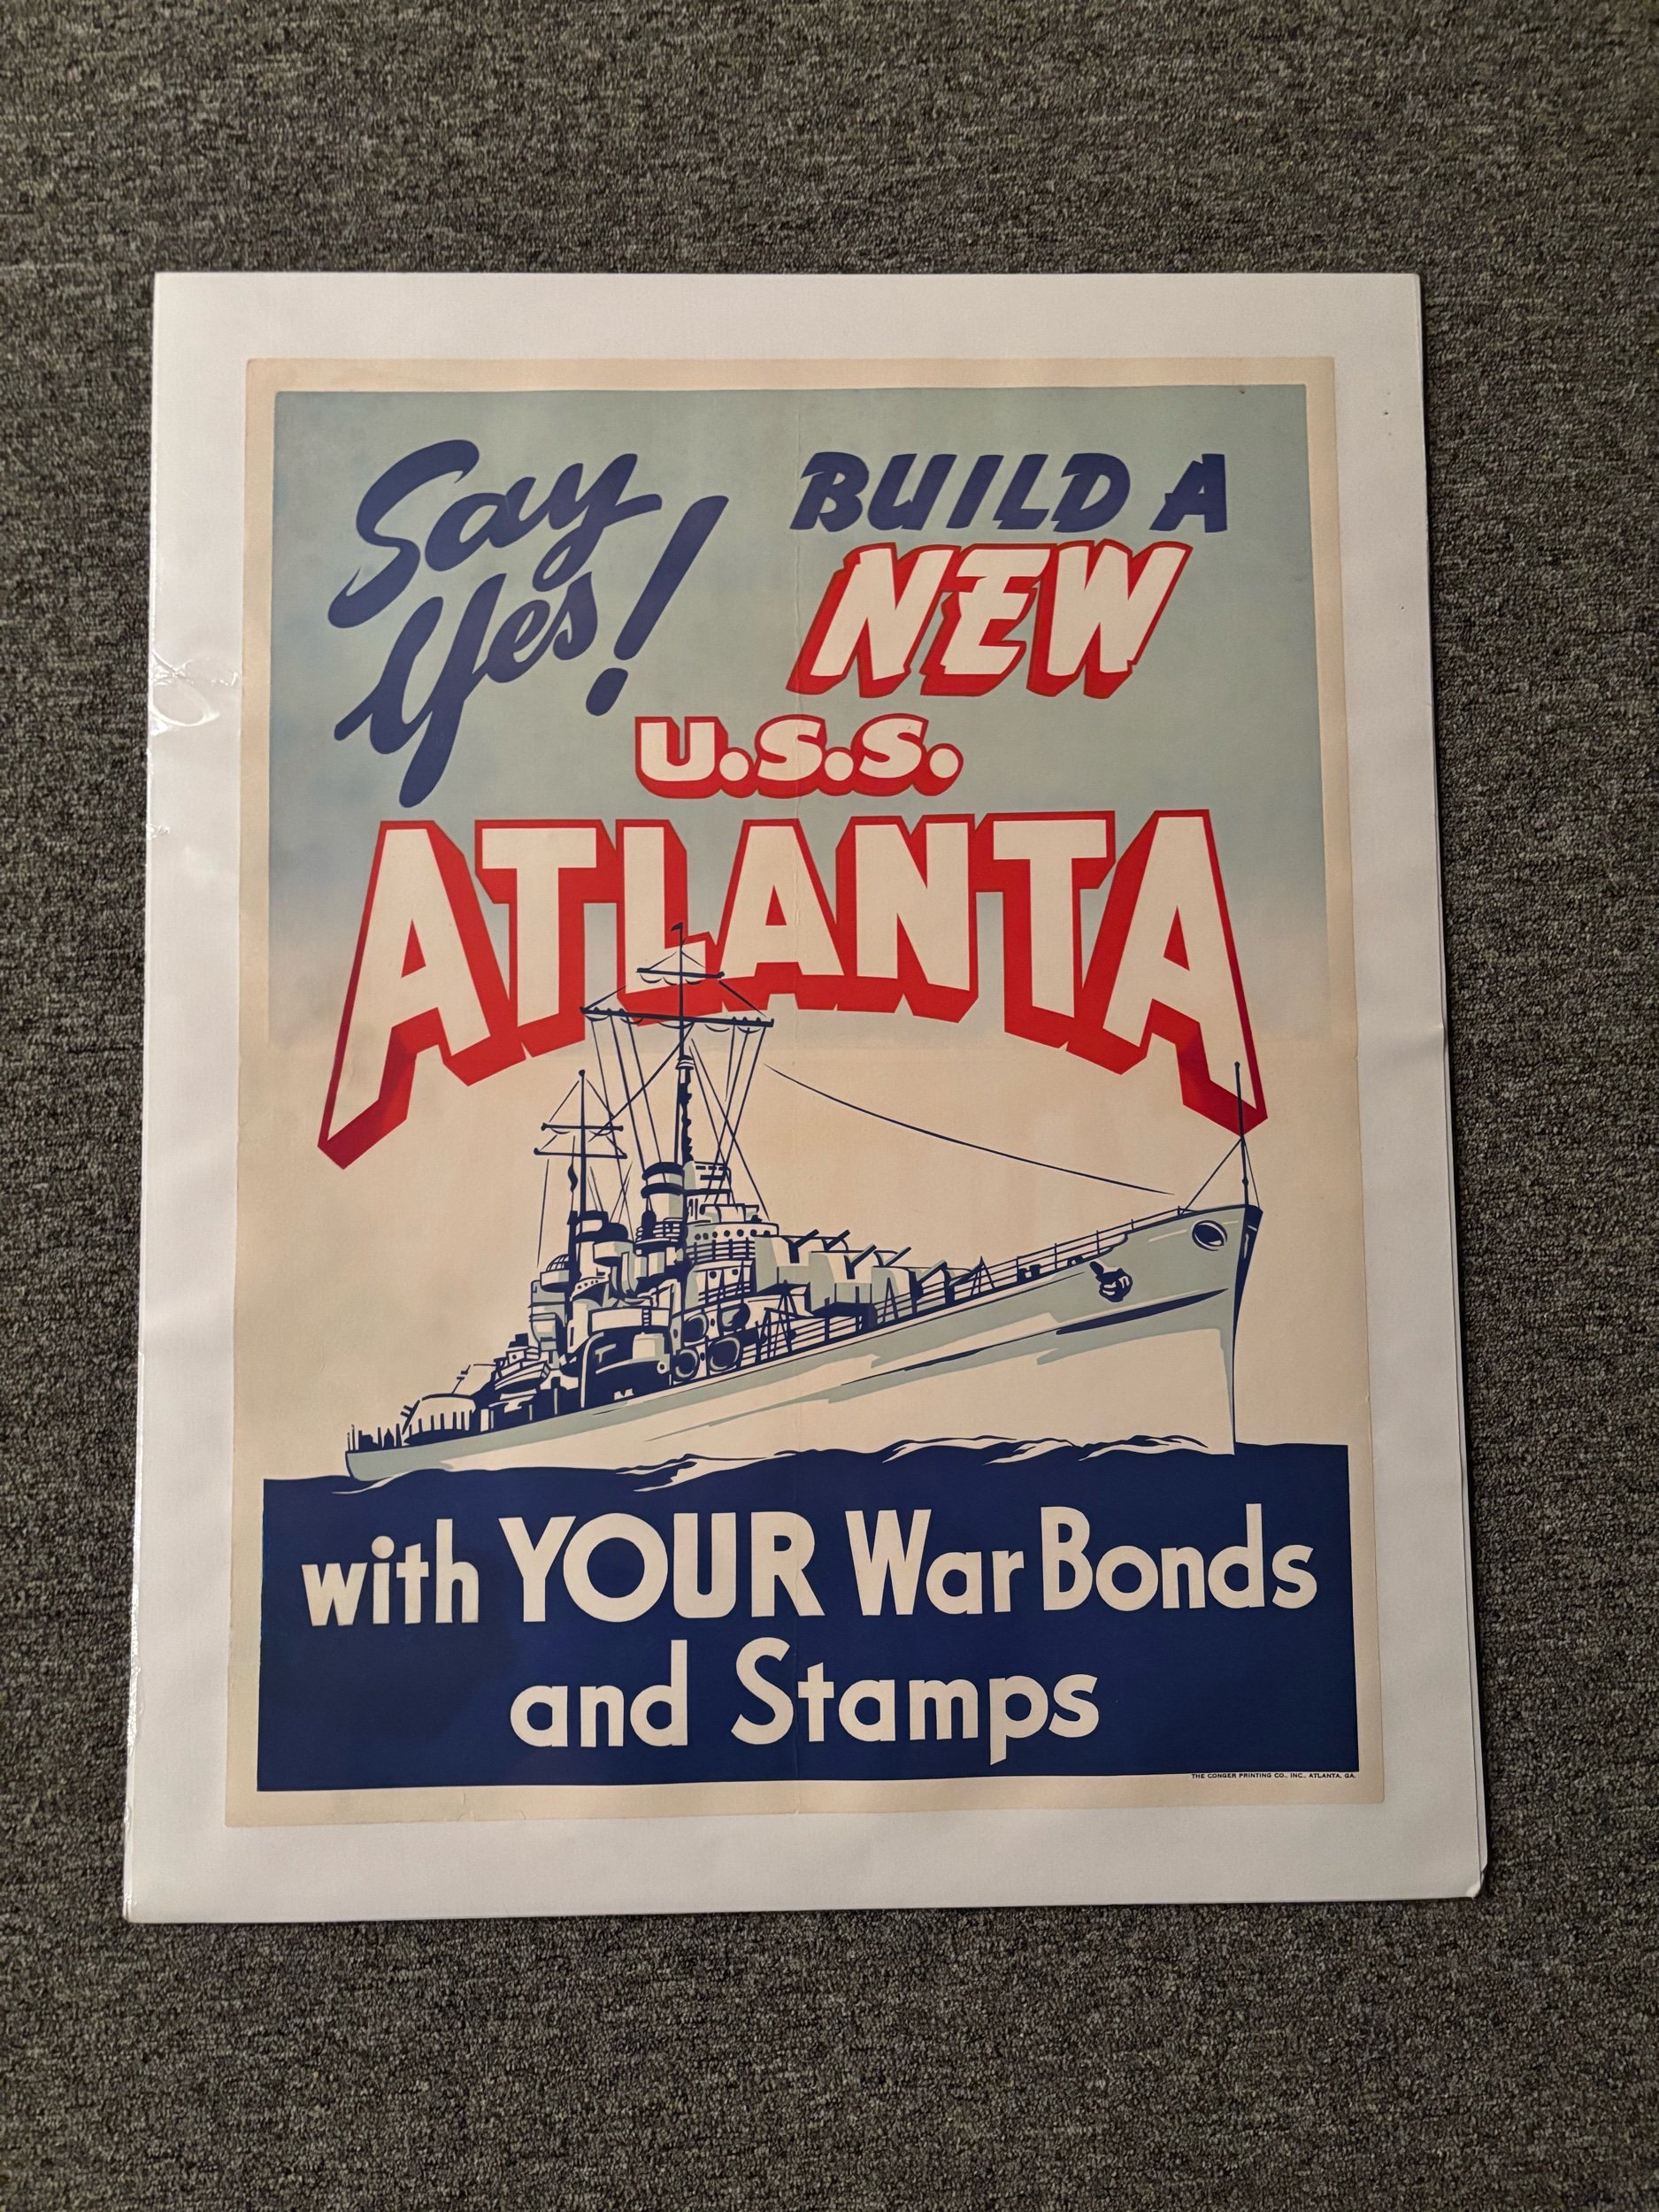 Say
Yes!
BUILD A
NEW
U.S.S.
ATLANTA
with YOUR War Bonds
and Stamps
THE CONGER PRINTING CO., INC., ATLANTA, GA.